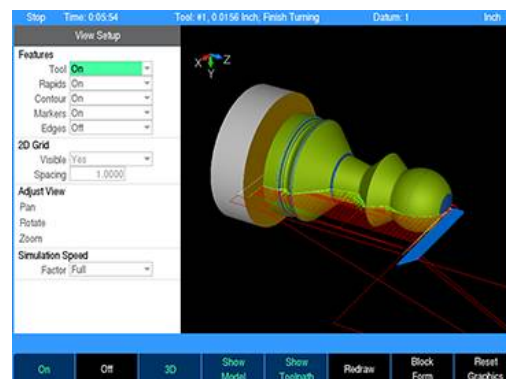 Stop Time: 0:05:54 Tool: #1, 0.0156 Inch, Finish Turning Datum: 1 Inch
View Setup
Features
Tool On
Rapids On
Contour On
Markers On
Edges Off
2D Grid
Visible Yes
Spacing 1.0000
Adjust View
Pan
Rotate
Zoom
Simulation Speed
Factor Full
X Z
Y
On Off 3D Show Model Show Toolpath Redraw Block Form Reset Graphics